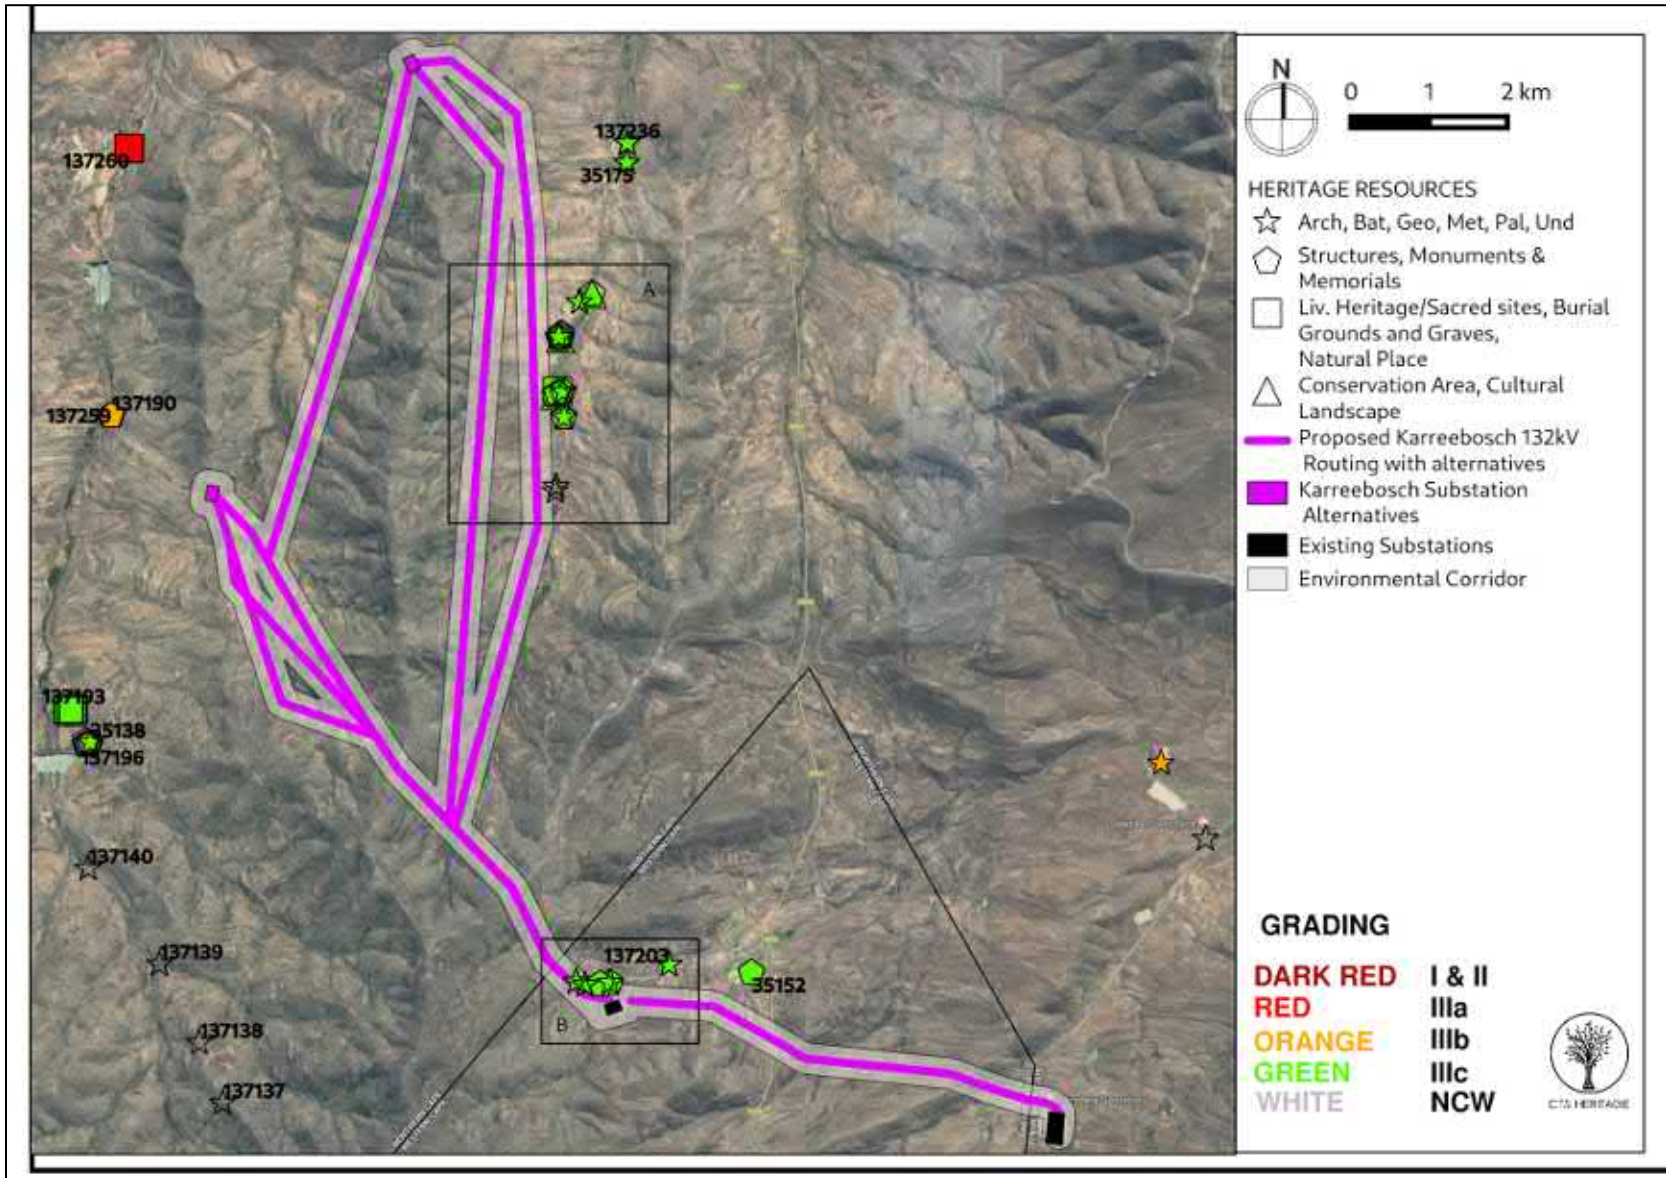 N
0 1 2 km
HERITAGE RESOURCES
Arch, Bat, Geo, Met, Pal, Und
Structures, Monuments &
Memorials
Liv. Heritage/Sacred sites, Burial
Grounds and Graves,
Natural Place
Conservation Area, Cultural
Landscape
Proposed Karreebosch 132kV
Routing with alternatives
Karreebosch Substation
Alternatives
Existing Substations
Environmental Corridor
GRADING
DARK RED I & II
RED IIIa
ORANGE IIIb
GREEN IIIc
WHITE NCW
CTS HERITAGE
137236
137260
35175
A
137190
137259
137193
35138
137196
137140
137139
137203
35152
B
137138
137137